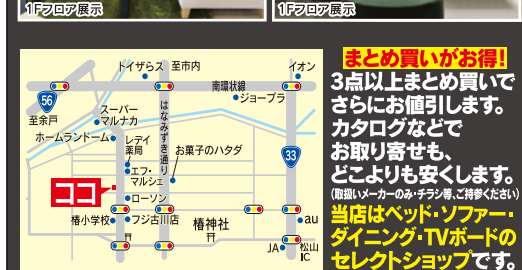 1Fフロア展示
1Fフロア展示
トイザらス
至市内
イオン
南環状線
ジョープラ
56
至余戸
スーパー
マルナカ
はなみずき通り
ホームランドーム
レデイ
薬局
お菓子のハタダ
33
エフ・
マルシェ
ココ
ローソン
椿小学校
フジ古川店
椿神社
au
JA
松山
IC
まとめ買いがお得!
3点以上まとめ買いで
さらにお値引します。
カタログなどで
お取り寄せも、
どこよりも安くします。
(取扱いメーカーのみ・チラシ等、ご持参ください)
当店はベッド・ソファー・
ダイニング・TVボードの
セレクトショップです。